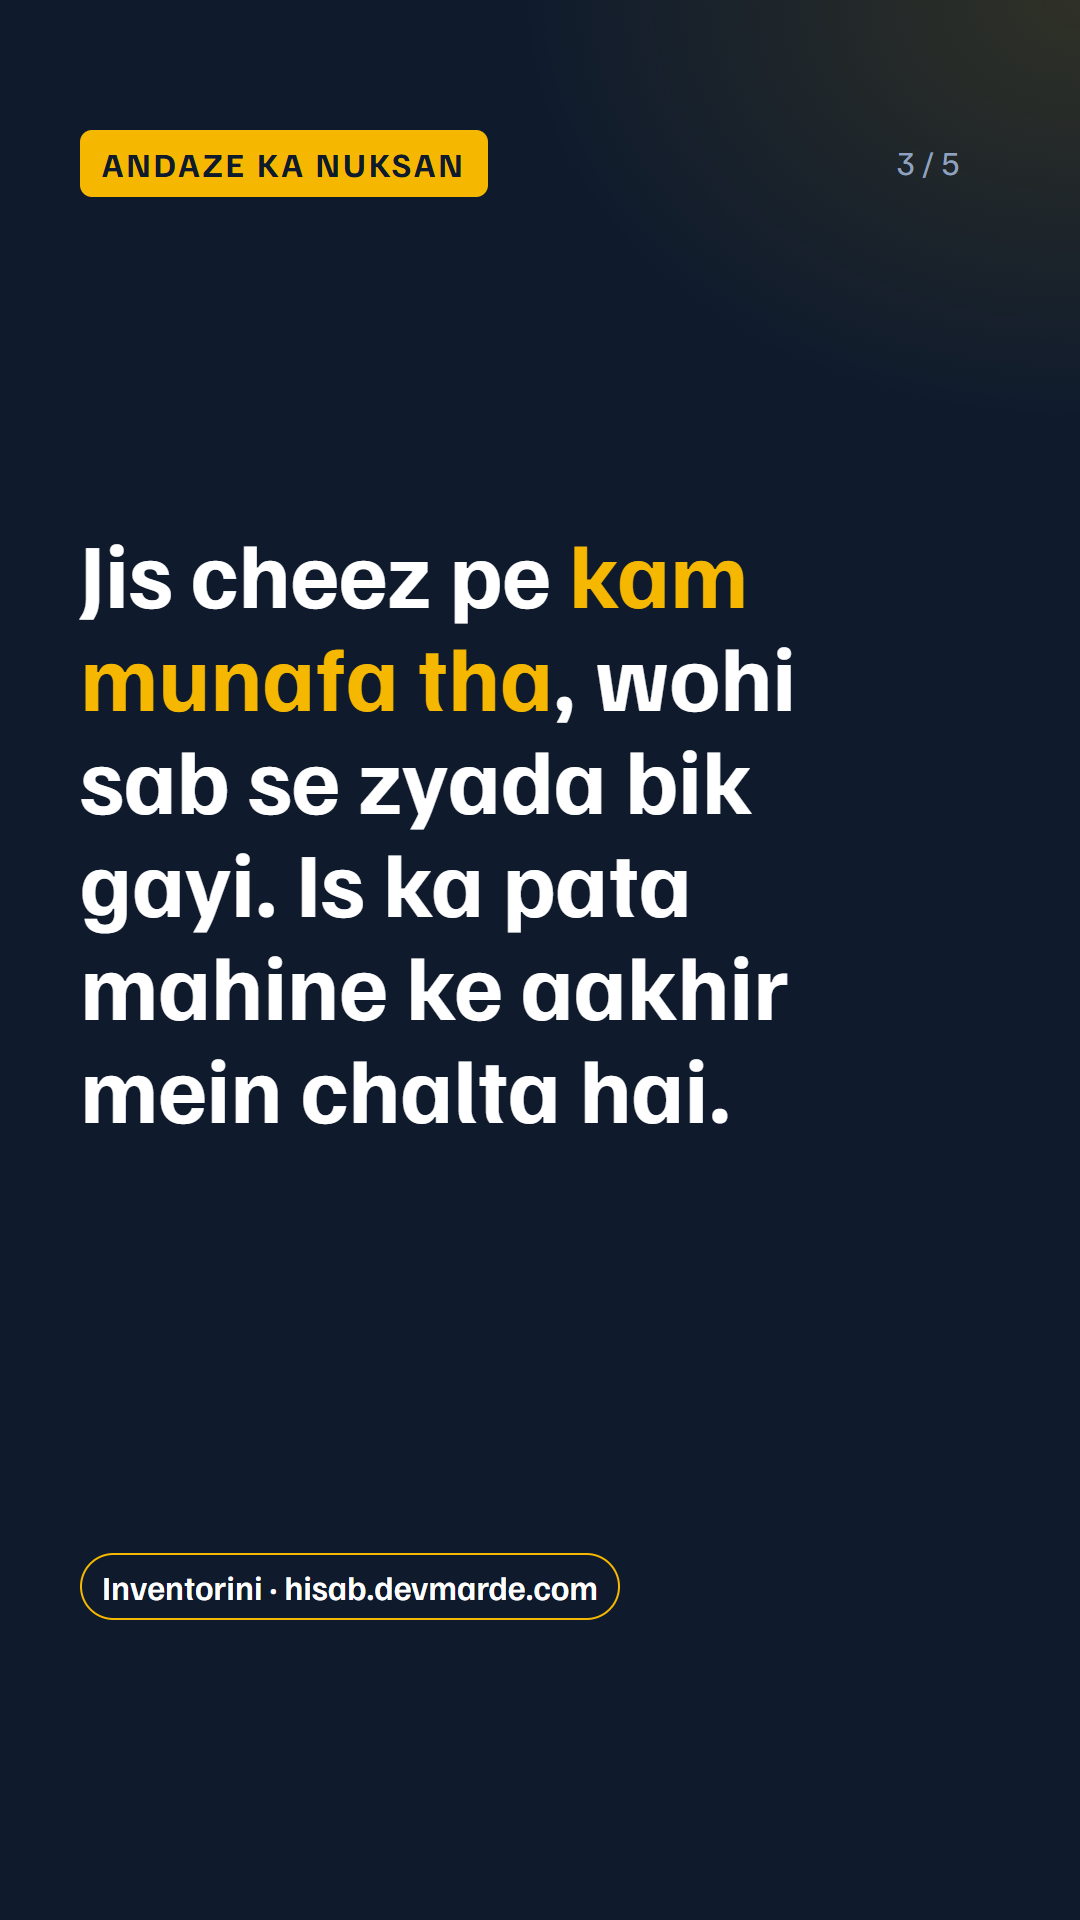 ANDAZE KA NUKSAN
3 / 5
Jis cheez pe kam
munafa tha, wohi
sab se zyada bik
gayi. Is ka pata
mahine ke aakhir
mein chalta hai.
Inventorini · hisab.devmarde.com